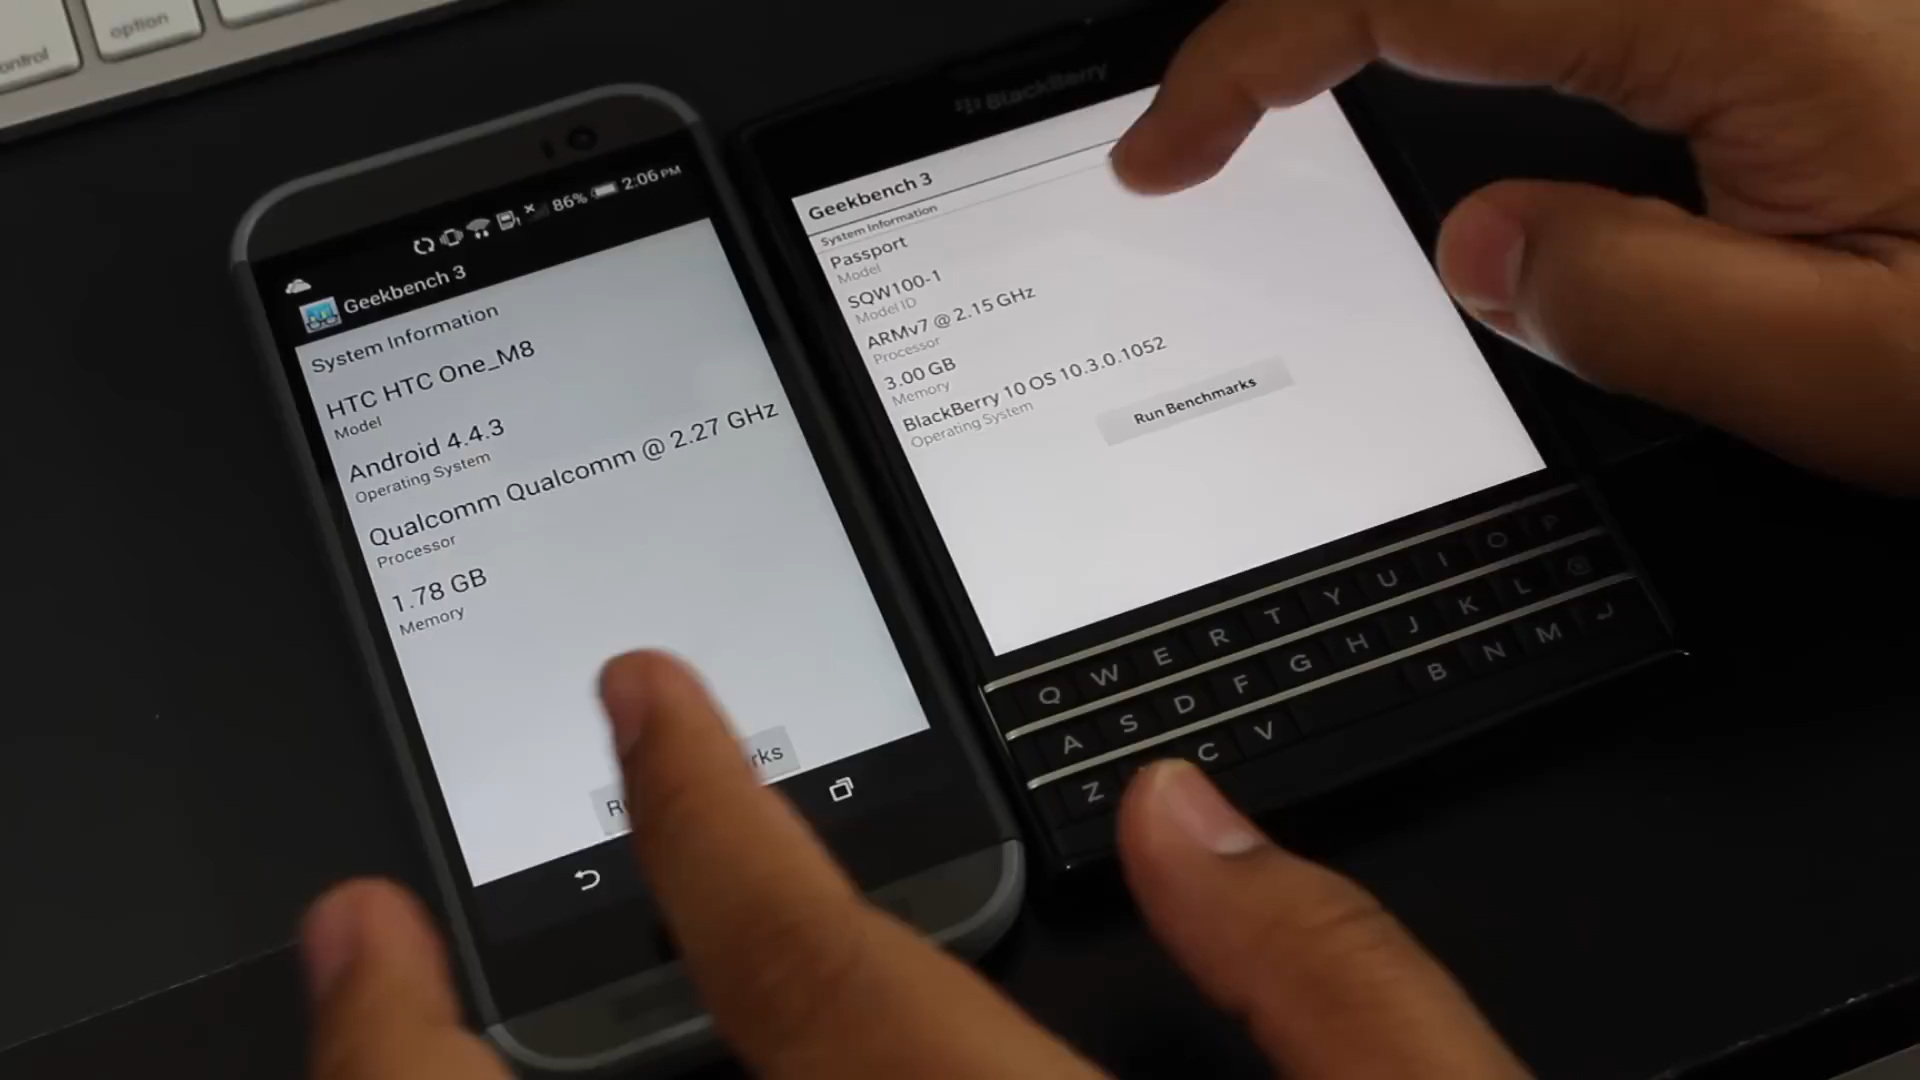 control
option
86% 2:06 PM
Geekbench 3
System Information
HTC HTC One_M8
Model
Android 4.4.3
Operating System
Qualcomm Qualcomm @ 2.27 GHz
Processor
1.78 GB
Memory
BlackBerry
Geekbench 3
System Information
Passport
Model
SQW100-1
Model ID
ARMv7 @ 2.15 GHz
Processor
3.00 GB
Memory
BlackBerry 10 OS 10.3.0.1052
Operating System
Run Benchmarks
Q W E R T Y U I O P
A S D F G H J K L
Z C V B N M